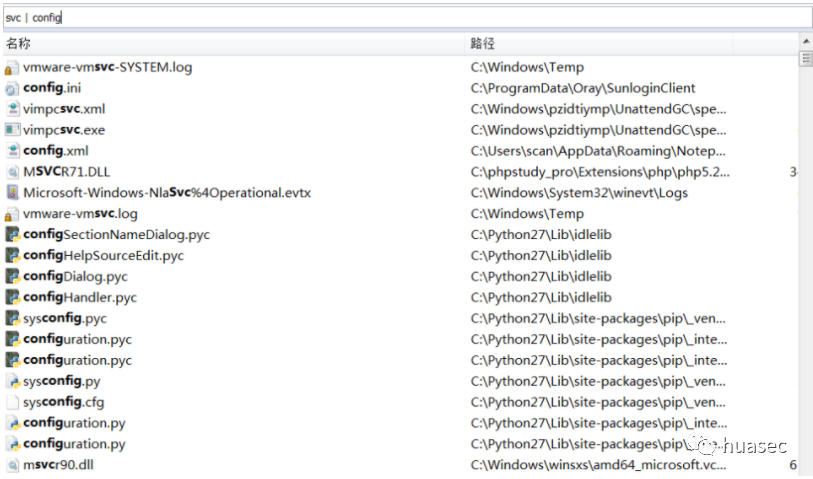 svc | config
名称 路径
vmware-vmsvc-SYSTEM.log C:\Windows\Temp
config.ini C:\ProgramData\Oray\SunloginClient
vimpcsvc.xml C:\Windows\pzidtiymp\UnattendGC\spe...
vimpcsvc.exe C:\Windows\pzidtiymp\UnattendGC\spe...
config.xml C:\Users\scan\AppData\Roaming\Notep...
MSVCR71.DLL C:\phpstudy_pro\Extensions\php\php5.2... 3
Microsoft-Windows-NlaSvc%4Operational.evtx C:\Windows\System32\winevt\Logs
vmware-vmsvc.log C:\Windows\Temp
configSectionNameDialog.pyc C:\Python27\Lib\idlelib
configHelpSourceEdit.pyc C:\Python27\Lib\idlelib
configDialog.pyc C:\Python27\Lib\idlelib
configHandler.pyc C:\Python27\Lib\idlelib
sysconfig.pyc C:\Python27\Lib\site-packages\pip\_ven...
configuration.pyc C:\Python27\Lib\site-packages\pip\_inte...
configuration.pyc C:\Python27\Lib\site-packages\pip\_inte...
sysconfig.py C:\Python27\Lib\site-packages\pip\_ven...
sysconfig.cfg C:\Python27\Lib\site-packages\pip\_ven...
configuration.py C:\Python27\Lib\site-packages\pip\_inte...
configuration.py C:\Python27\Lib\site-packages\pip\
huasec
msvcr90.dll C:\Windows\winsxs\amd64_microsoft.vc... 6